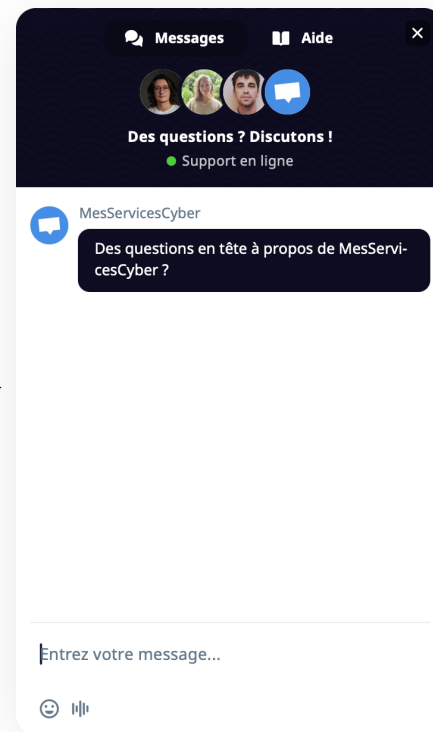 Messages Aide
Des questions ? Discutons !
Support en ligne
MesServicesCyber
Des questions en tête à propos de MesServi-
cesCyber ?
Entrez votre message...